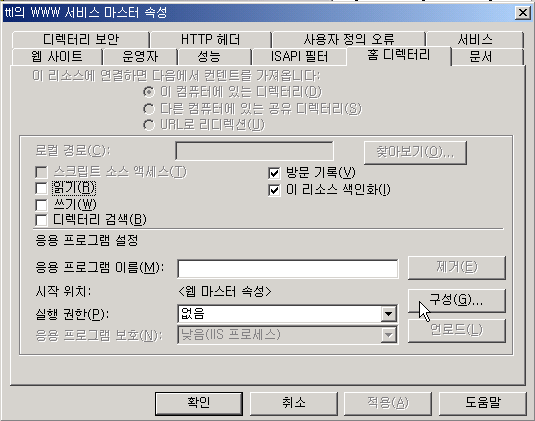 ttl의 WWW 서비스 마스터 속성
디렉터리 보안 HTTP 헤더 사용자 정의 오류 서비스
웹 사이트 운영자 성능 ISAPI 필터 홈 디렉터리 문서
이 리소스에 연결하면 다음에서 컨텐트를 가져옵니다:
이 컴퓨터에 있는 디렉터리(D)
다른 컴퓨터에 있는 공유 디렉터리(S)
URL로 리디렉션(U)
로컬 경로(C): 찾아보기(O)...
스크립트 소스 액세스(T) 방문 기록(V)
읽기(R) 이 리소스 색인화(I)
쓰기(W)
디렉터리 검색(B)
응용 프로그램 설정
응용 프로그램 이름(M): 제거(E)
시작 위치: <웹 마스터 속성> 구성(G)...
실행 권한(P): 없음
응용 프로그램 보호(N): 낮음(IIS 프로세스) 언로드(L)
확인 취소 적용(A) 도움말